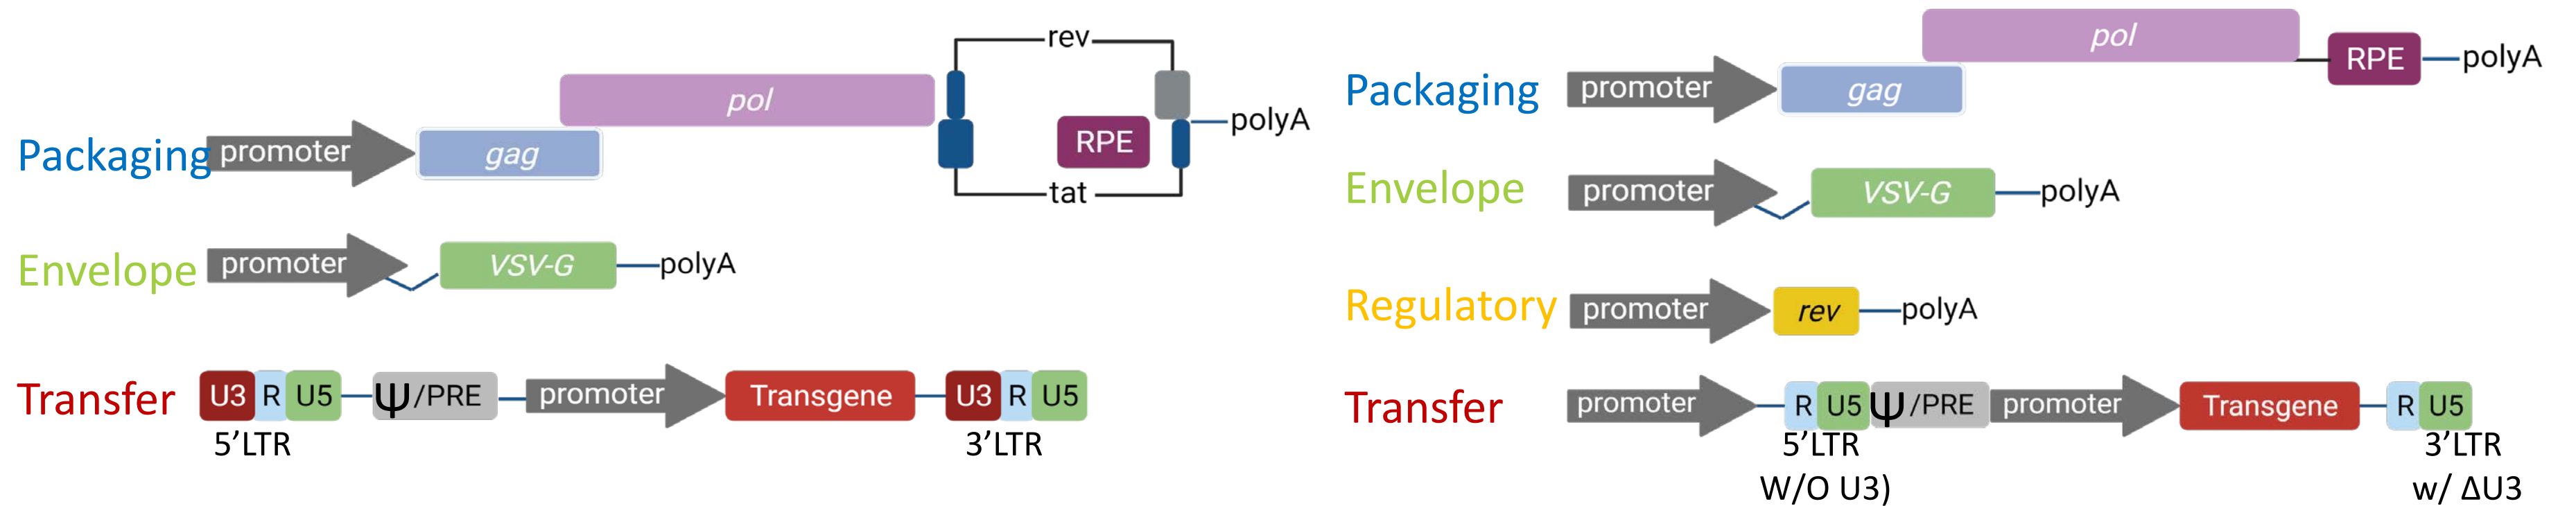 rev
pol
Packaging promoter gag RPE polyA
tat
Envelope promoter VSV-G polyA
Transfer U3 R U5 ψ/PRE promoter Transgene U3 R U5
5’LTR 3’LTR
pol
Packaging promoter gag RPE polyA
Envelope promoter VSV-G polyA
Regulatory promoter rev polyA
Transfer promoter R U5 ψ/PRE promoter Transgene R U5
5’LTR 3’LTR
W/O U3) w/ ΔU3